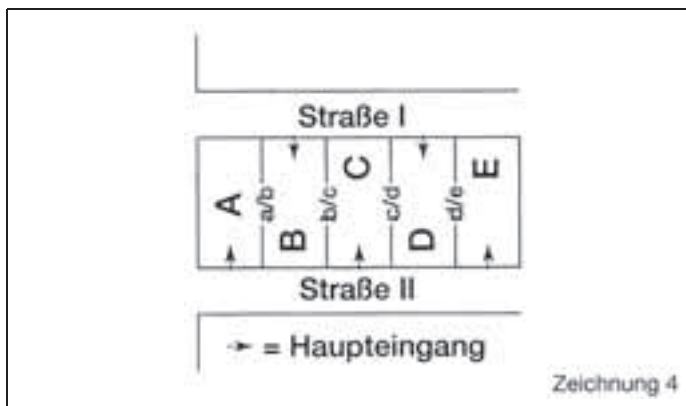 Straße I
A
a/b
B
b/c
C
c/d
D
d/e
E
Straße II
= Haupteingang
Zeichnung 4